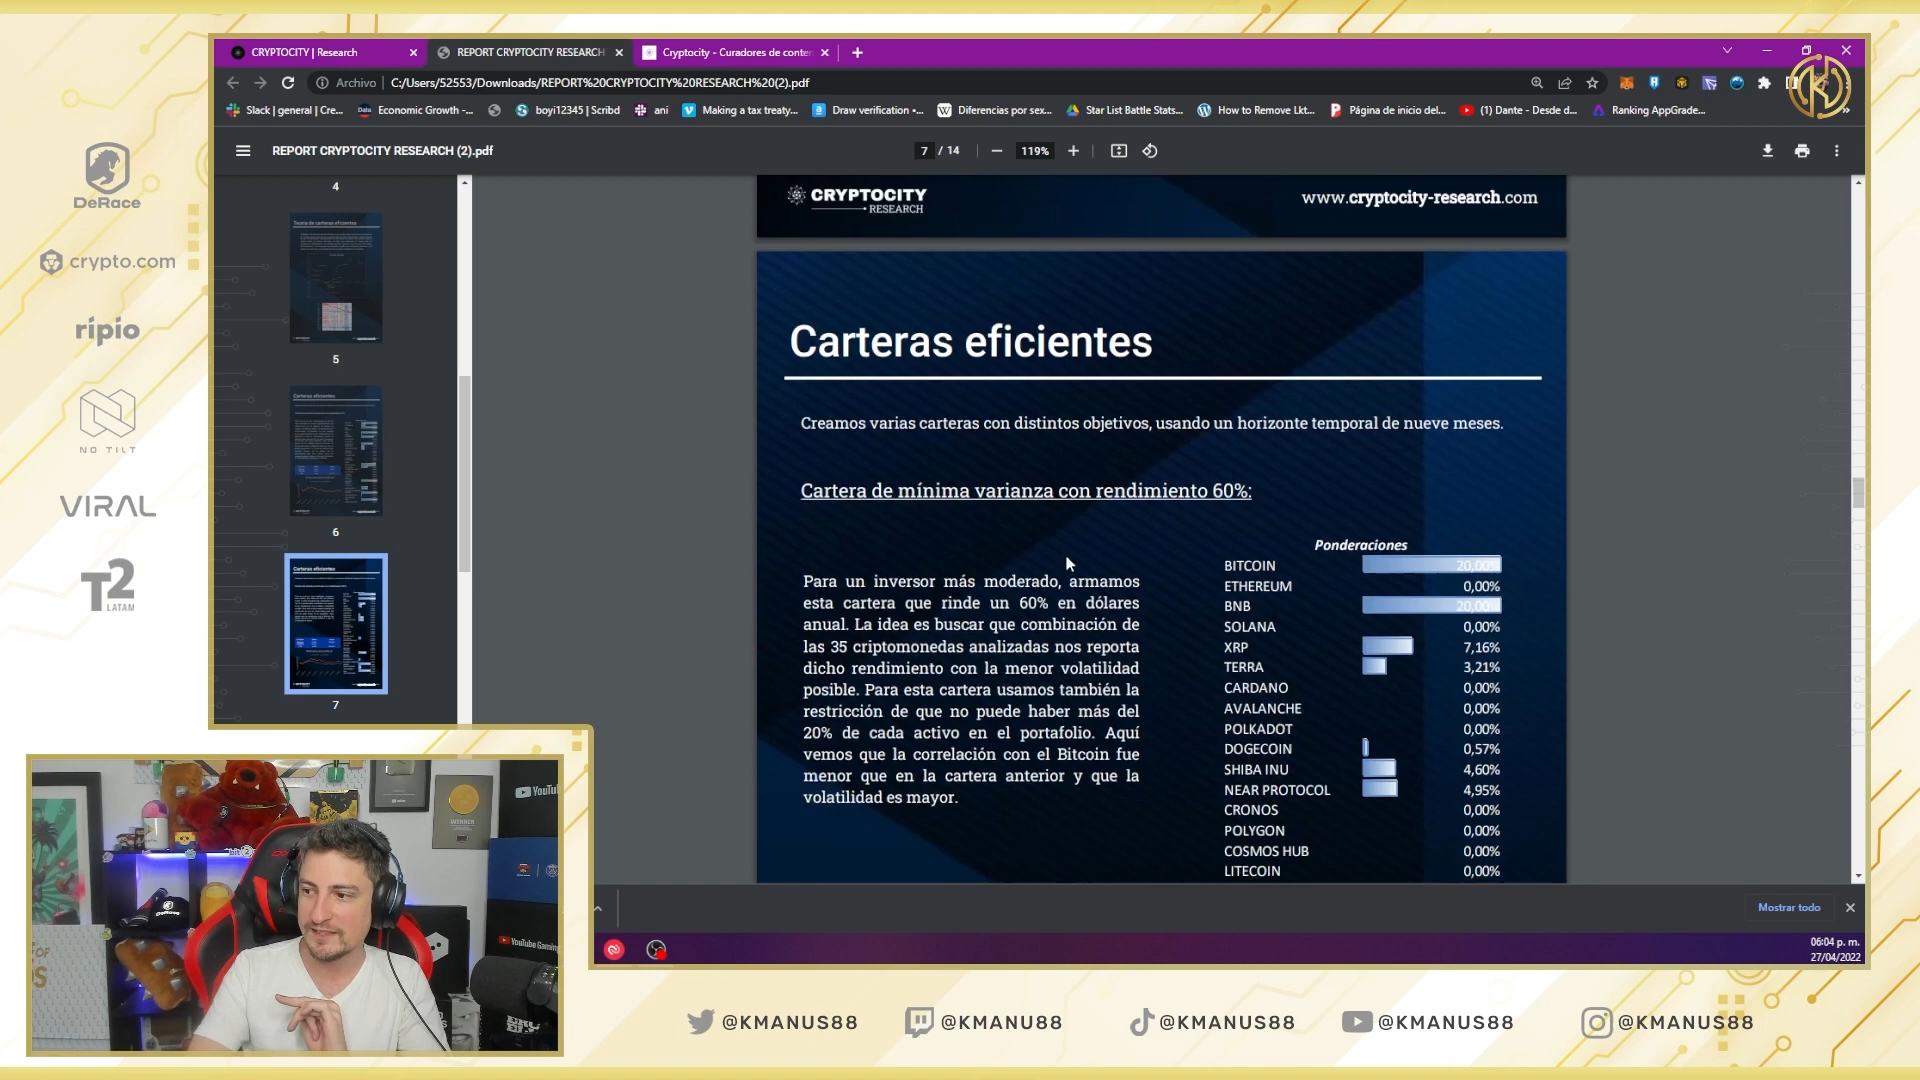 CRYPTOCITY | Research
REPORT CRYPTOCITY RESEARCH
Cryptocity - Curadores de conte
Archivo
C:/Users/52553/Downloads/REPORT%20CRYPTOCITY%20RESEARCH%20(2).pdf
Slack | general | Cre...
Economic Growth -...
boyi12345 | Scribd
ani
Making a tax treaty...
Draw verification •...
Diferencias por sex...
Star List Battle Stats...
How to Remove Lkt...
Página de inicio del...
(1) Dante - Desde d...
Ranking AppGrade...
REPORT CRYPTOCITY RESEARCH (2).pdf
7 / 14
119%
4
5
6
7
CRYPTOCITY
RESEARCH
www.cryptocity-research.com
Carteras eficientes
Creamos varias carteras con distintos objetivos, usando un horizonte temporal de nueve meses.
Cartera de mínima varianza con rendimiento 60%:
Para un inversor más moderado, armamos
esta cartera que rinde un 60% en dólares
anual. La idea es buscar que combinación de
las 35 criptomonedas analizadas nos reporta
dicho rendimiento con la menor volatilidad
posible. Para esta cartera usamos también la
restricción de que no puede haber más del
20% de cada activo en el portafolio. Aquí
vemos que la correlación con el Bitcoin fue
menor que en la cartera anterior y que la
volatilidad es mayor.
Ponderaciones
BITCOIN 20,00%
ETHEREUM 0,00%
BNB 20,00%
SOLANA 0,00%
XRP 7,16%
TERRA 3,21%
CARDANO 0,00%
AVALANCHE 0,00%
POLKADOT 0,00%
DOGECOIN 0,57%
SHIBA INU 4,60%
NEAR PROTOCOL 4,95%
CRONOS 0,00%
POLYGON 0,00%
COSMOS HUB 0,00%
LITECOIN 0,00%
Mostrar todo
06:04 p. m.
27/04/2022
DeRace
crypto.com
ripio
NO TILT
VIRAL
T2
LATAM
YouTu
YouTube Gaming
@KMANUS88
@KMANU88
@KMANUS88
@KMANUS88
@KMANUS88